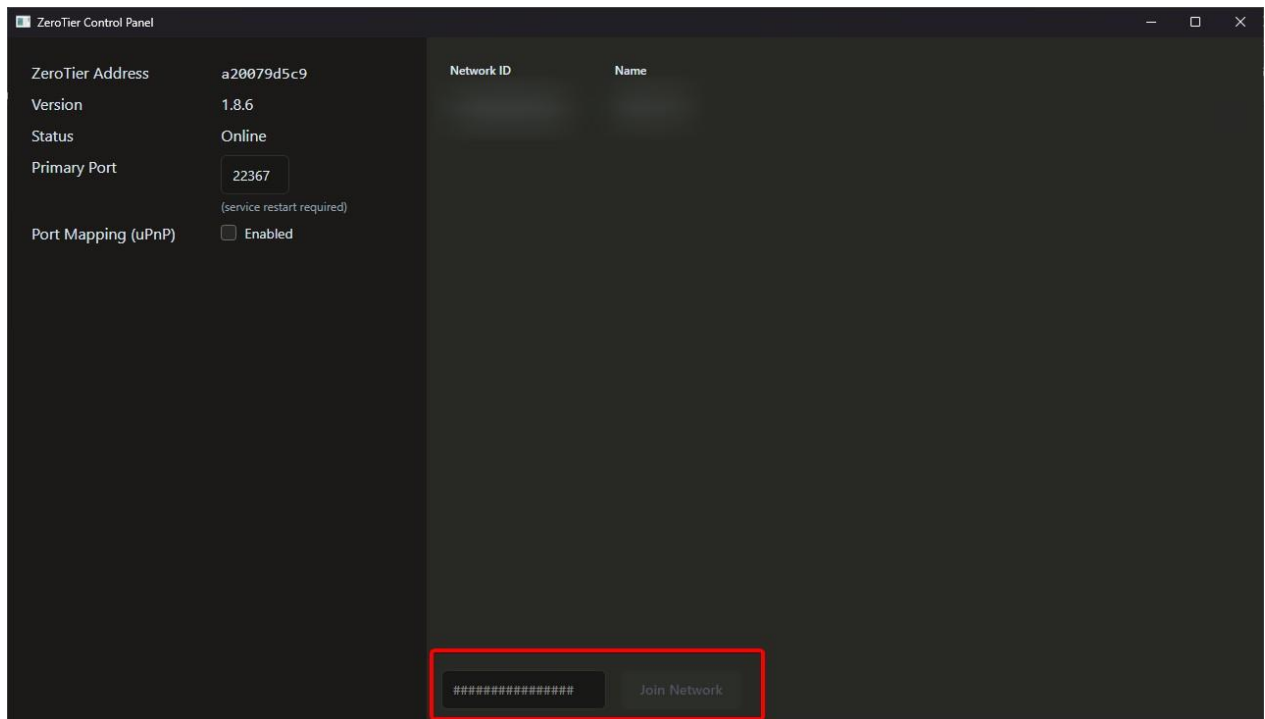 ZeroTier Control Panel
ZeroTier Address a20079d5c9
Version 1.8.6
Status Online
Primary Port 22367
(service restart required)
Port Mapping (uPnP) Enabled
Network ID Name
################ Join Network